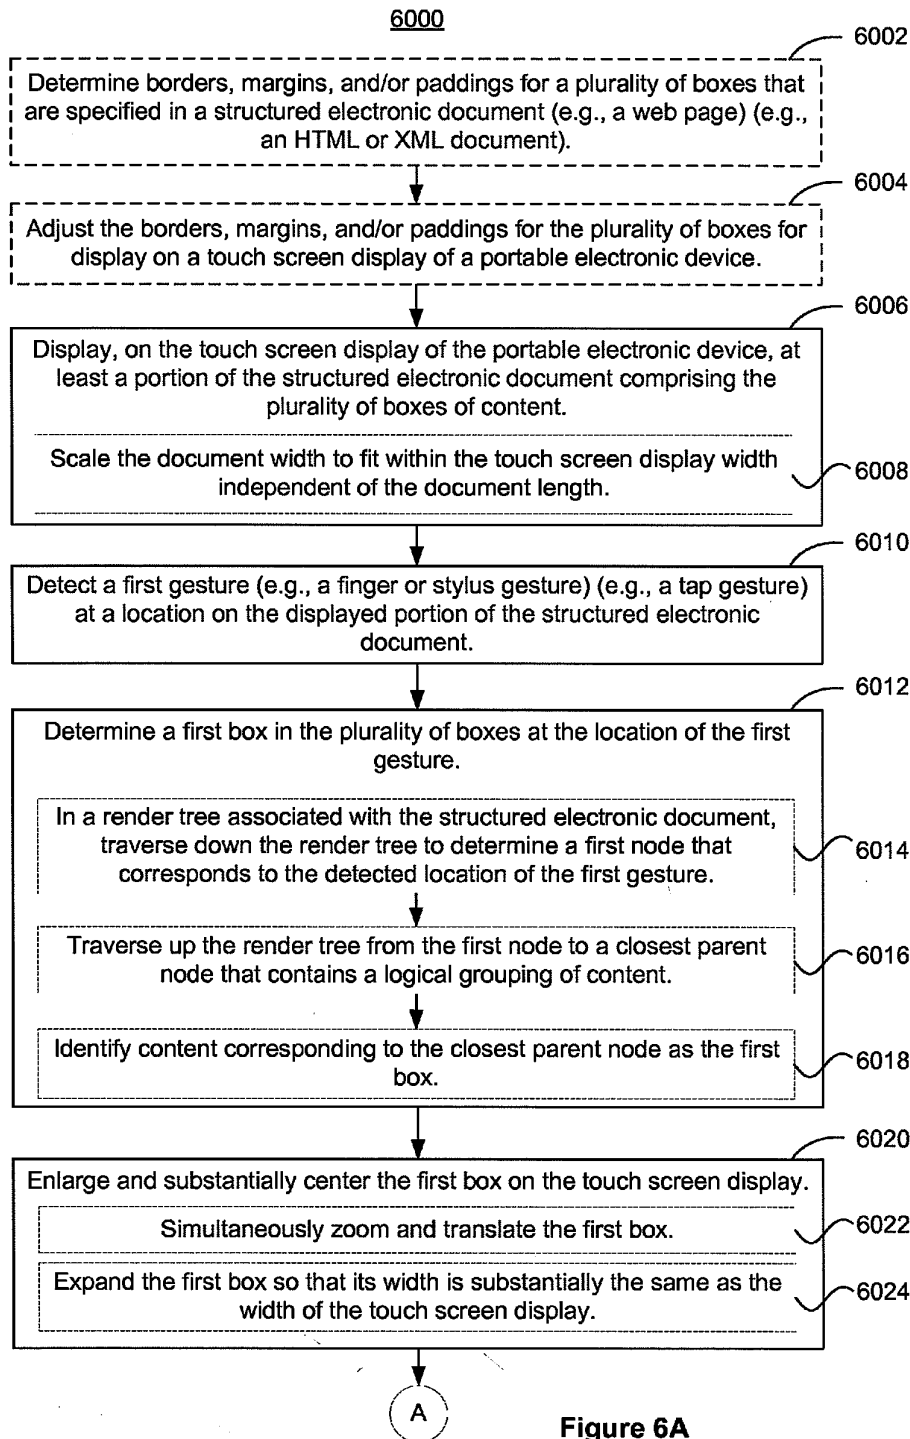 6000
6002
Determine borders, margins, and/or paddings for a plurality of boxes that
are specified in a structured electronic document (e.g., a web page) (e.g.,
an HTML or XML document).
6004
Adjust the borders, margins, and/or paddings for the plurality of boxes for
display on a touch screen display of a portable electronic device.
6006
Display, on the touch screen display of the portable electronic device, at
least a portion of the structured electronic document comprising the
plurality of boxes of content.
Scale the document width to fit within the touch screen display width
independent of the document length.
6008
6010
Detect a first gesture (e.g., a finger or stylus gesture) (e.g., a tap gesture)
at a location on the displayed portion of the structured electronic
document.
6012
Determine a first box in the plurality of boxes at the location of the first
gesture.
In a render tree associated with the structured electronic document,
traverse down the render tree to determine a first node that
corresponds to the detected location of the first gesture.
6014
Traverse up the render tree from the first node to a closest parent
node that contains a logical grouping of content.
6016
Identify content corresponding to the closest parent node as the first
box.
6018
6020
Enlarge and substantially center the first box on the touch screen display.
Simultaneously zoom and translate the first box.
6022
Expand the first box so that its width is substantially the same as the
width of the touch screen display.
6024
A
Figure 6A